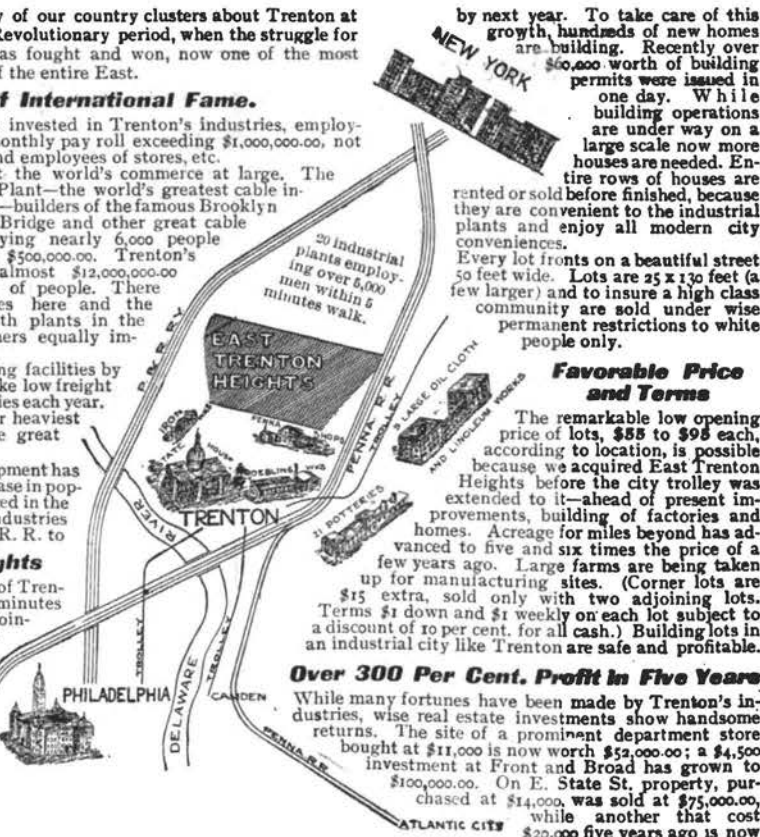 y of our country clusters about Trenton at
Revolutionary period, when the struggle for
as fought and won, now one of the most
f the entire East.
f International Fame.
invested in Trenton's industries, employ-
onthly pay roll exceeding $1,000,000.00, not
nd employees of stores, etc.
the world's commerce at large. The
Plant—the world's greatest cable in-
—builders of the famous Brooklyn
Bridge and other great cable
ying nearly 6,000 people
$500,000.00. Trenton's
almost $12,000,000.00
of people. There
es here and the
th plants in the
ers equally im-
ng facilities by
ke low freight
ies each year.
r heaviest
e great
pment has
ase in pop-
ed in the
ndustries
R. R. to
ghts
of Tren-
minutes
oin-
NEW YORK
20 industrial
plants employ-
ing over 5,000
men within 5
minutes walk.
P. & R. RY
EAST
TRENTON
HEIGHTS
IRON
PENNA
SHOPS
STATE HOUSE
ROEBLING WKS
PENNA R.R.
TROLLEY
3 LARGE OIL CLOTH
AND LINOLEUM WORKS
21 POTTERIES
TRENTON
RIVER
TROLLEY
TROLLEY
DELAWARE
PHILADELPHIA
CAMDEN
PENNA R.R.
ATLANTIC CITY
by next year. To take care of this
growth, hundreds of new homes
are building. Recently over
$60,000 worth of building
permits were issued in
one day. While
building operations
are under way on a
large scale now more
houses are needed. En-
tire rows of houses are
rented or sold before finished, because
they are convenient to the industrial
plants and enjoy all modern city
conveniences.
Every lot fronts on a beautiful street
50 feet wide. Lots are 25 x 130 feet (a
few larger) and to insure a high class
community are sold under wise
permanent restrictions to white
people only.
Favorable Price
and Terms
The remarkable low opening
price of lots, $55 to $95 each,
according to location, is possible
because we acquired East Trenton
Heights before the city trolley was
extended to it—ahead of present im-
provements, building of factories and
homes. Acreage for miles beyond has ad-
vanced to five and six times the price of a
few years ago. Large farms are being taken
up for manufacturing sites. (Corner lots are
$15 extra, sold only with two adjoining lots.
Terms $1 down and $1 weekly on each lot subject to
a discount of 10 per cent. for all cash.) Building lots in
an industrial city like Trenton are safe and profitable.
Over 300 Per Cent. Profit in Five Years
While many fortunes have been made by Trenton's in-
dustries, wise real estate investments show handsome
returns. The site of a prominent department store
bought at $11,000 is now worth $52,000.00; a $4,500
investment at Front and Broad has grown to
$100,000.00. On E. State St. property, pur-
chased at $14,000, was sold at $75,000.00,
while another that cost
$20,000 five years ago is now